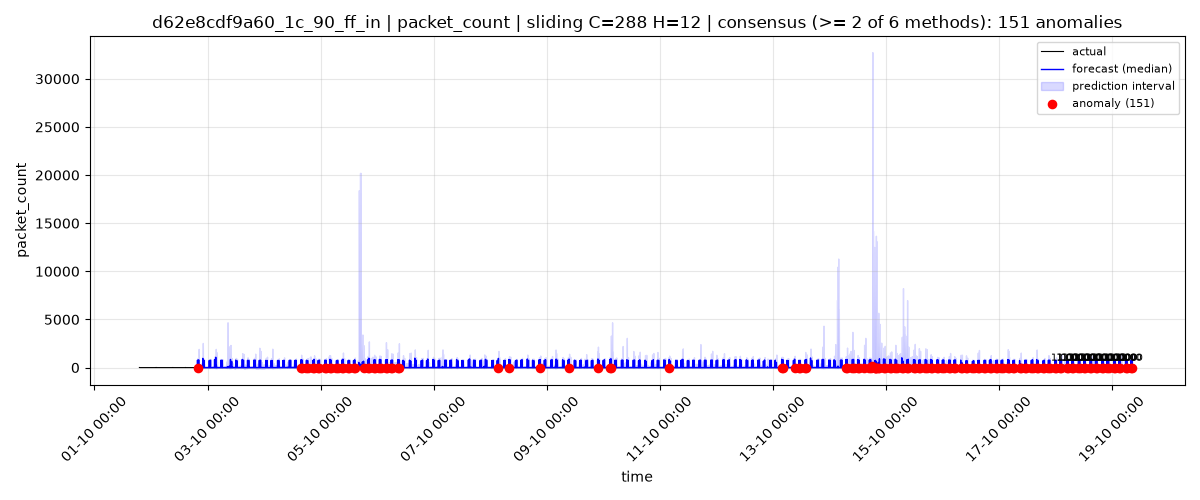 d62e8cdf9a60_1c_90_ff_in | packet_count | sliding C=288 H=12 | consensus (>= 2 of 6 methods): 151 anomalies
actual
forecast (median)
prediction interval
anomaly (151)
packet_count
30000
25000
20000
15000
10000
5000
0
01-10 00:00
03-10 00:00
05-10 00:00
07-10 00:00
09-10 00:00
11-10 00:00
13-10 00:00
15-10 00:00
17-10 00:00
19-10 00:00
time